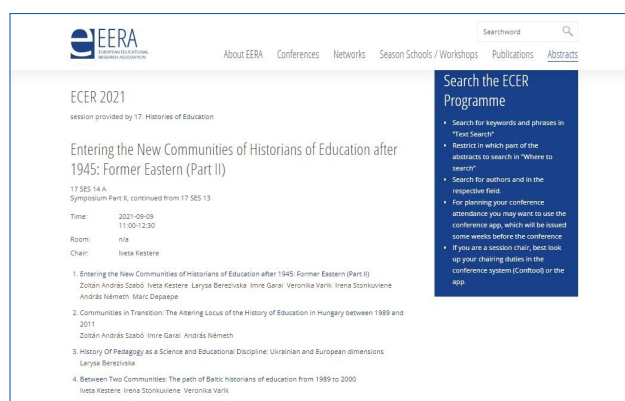 EERA
EUROPEAN EDUCATIONAL
RESEARCH ASSOCIATION
Searchword
About EERA Conferences Networks Season Schools / Workshops Publications Abstracts
ECER 2021
session provided by 17. Histories of Education
Entering the New Communities of Historians of Education after
1945: Former Eastern (Part II)
17 SES 14 A
Symposium Part II, continued from 17 SES 13
Time: 2021-09-09
11:00-12:30
Room: n/a
Chair: Iveta Kestere
1. Entering the New Communities of Historians of Education after 1945: Former Eastern (Part II)
Zoltán András Szabó Iveta Kestere Larysa Berezivska Imre Garai Veronika Varik Irena Stonkuviene
András Németh Marc Depaepe
2. Communities in Transition: The Altering Locus of the History of Education in Hungary between 1989 and
2011
Zoltán András Szabó Imre Garai András Németh
3. History Of Pedagogy as a Science and Educational Discipline: Ukrainian and European dimensions
Larysa Berezivska
4. Between Two Communities: The path of Baltic historians of education from 1989 to 2000
Iveta Kestere Irena Stonkuviene Veronika Varik
Search the ECER
Programme
• Search for keywords and phrases in
"Text Search"
• Restrict in which part of the
abstracts to search in "Where to
search"
• Search for authors and in the
respective field.
• For planning your conference
attendance you may want to use the
conference app, which will be issued
some weeks before the conference
• If you are a session chair, best look
up your chairing duties in the
conference system (Conftool) or the
app.